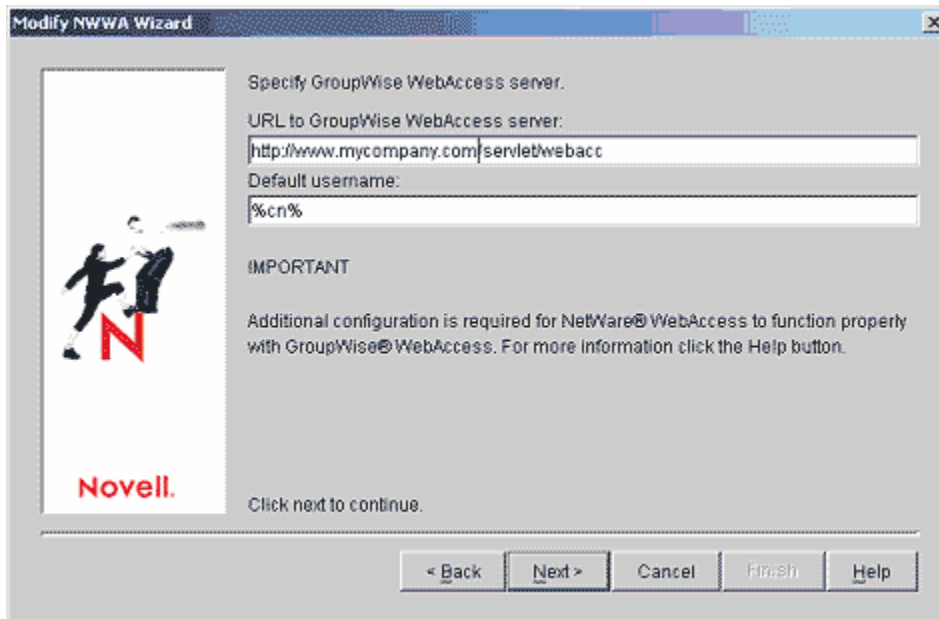 Modify NWWA Wizard
Specify GroupWise WebAccess server.
URL to GroupWise WebAccess server:
http://www.mycompany.com/servlet/webacc
Default username:
%cn%
IMPORTANT
Additional configuration is required for NetWare® WebAccess to function properly
with GroupWise® WebAccess. For more information click the Help button.
N
Novell.
Click next to continue.
< Back
Next >
Cancel
Finish
Help